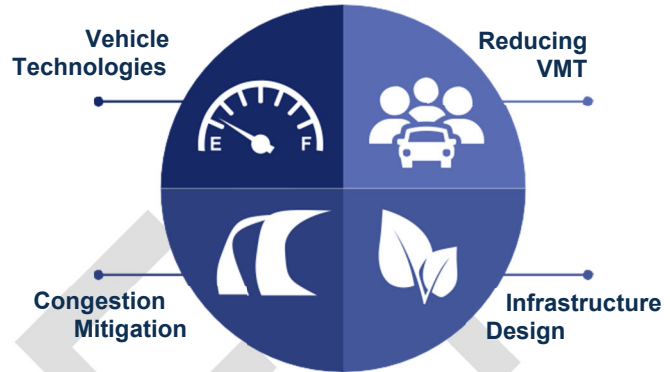 Vehicle
Technologies
Reducing
VMT
E F
Congestion
Mitigation
Infrastructure
Design